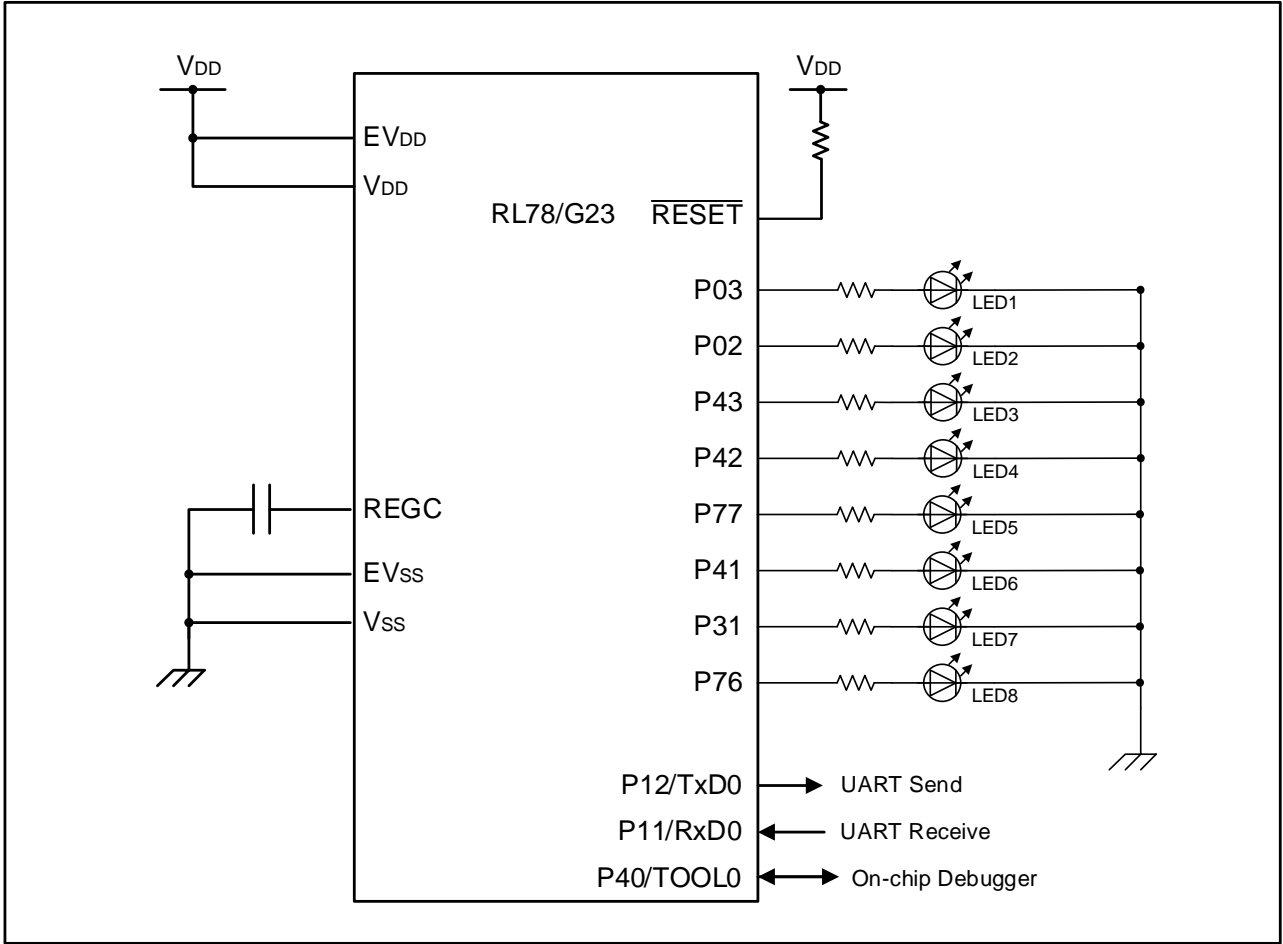 VDD
VDD
EVDD
VDD
RL78/G23
RESET
P03
LED1
P02
LED2
P43
LED3
P42
LED4
REGC
P77
LED5
EVss
P41
LED6
Vss
P31
LED7
P76
LED8
P12/TxD0
UART Send
P11/RxD0
UART Receive
P40/TOOL0
On-chip Debugger